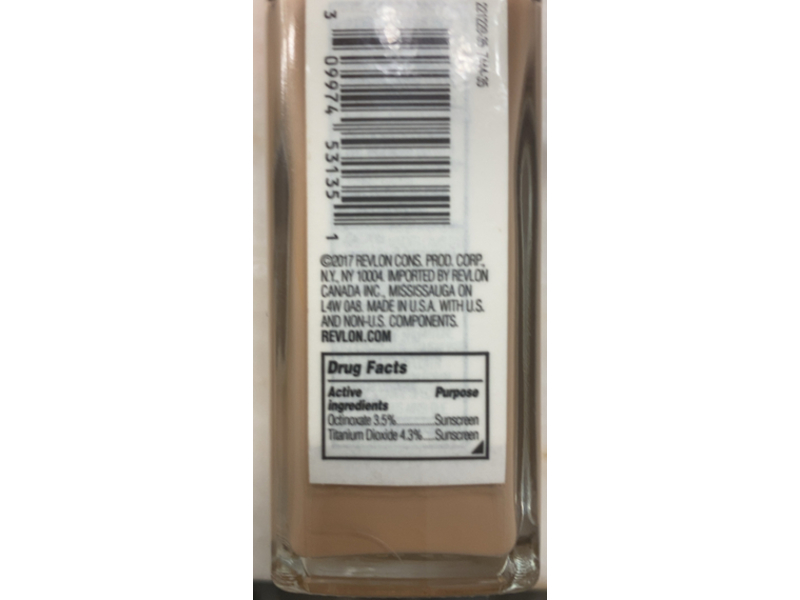 3 09974 53135 1
©2017 REVLON CONS. PROD. CORP.,
N.Y., NY 10004. IMPORTED BY REVLON
CANADA INC., MISSISSAUGA ON
L4W 0A8. MADE IN U.S.A. WITH U.S.
AND NON-U.S. COMPONENTS.
REVLON.COM
Drug Facts
Active Purpose
ingredients
Octinoxate 3.5% Sunscreen
Titanium Dioxide 4.3% Sunscreen